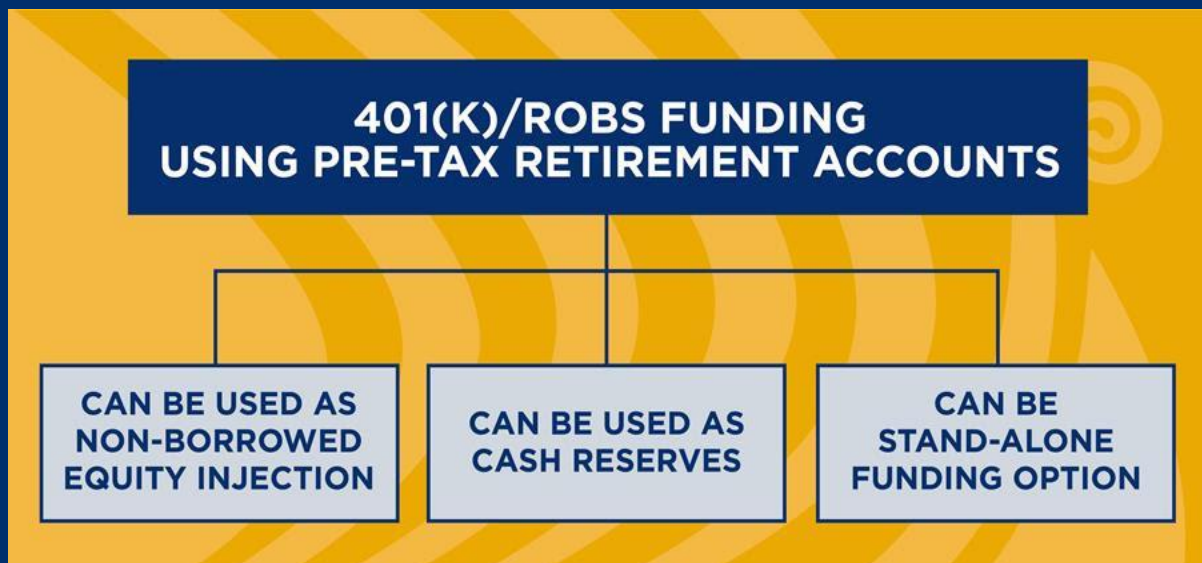 401(K)/ROBS FUNDING
USING PRE-TAX RETIREMENT ACCOUNTS
CAN BE USED AS
NON-BORROWED
EQUITY INJECTION
CAN BE USED AS
CASH RESERVES
CAN BE
STAND-ALONE
FUNDING OPTION